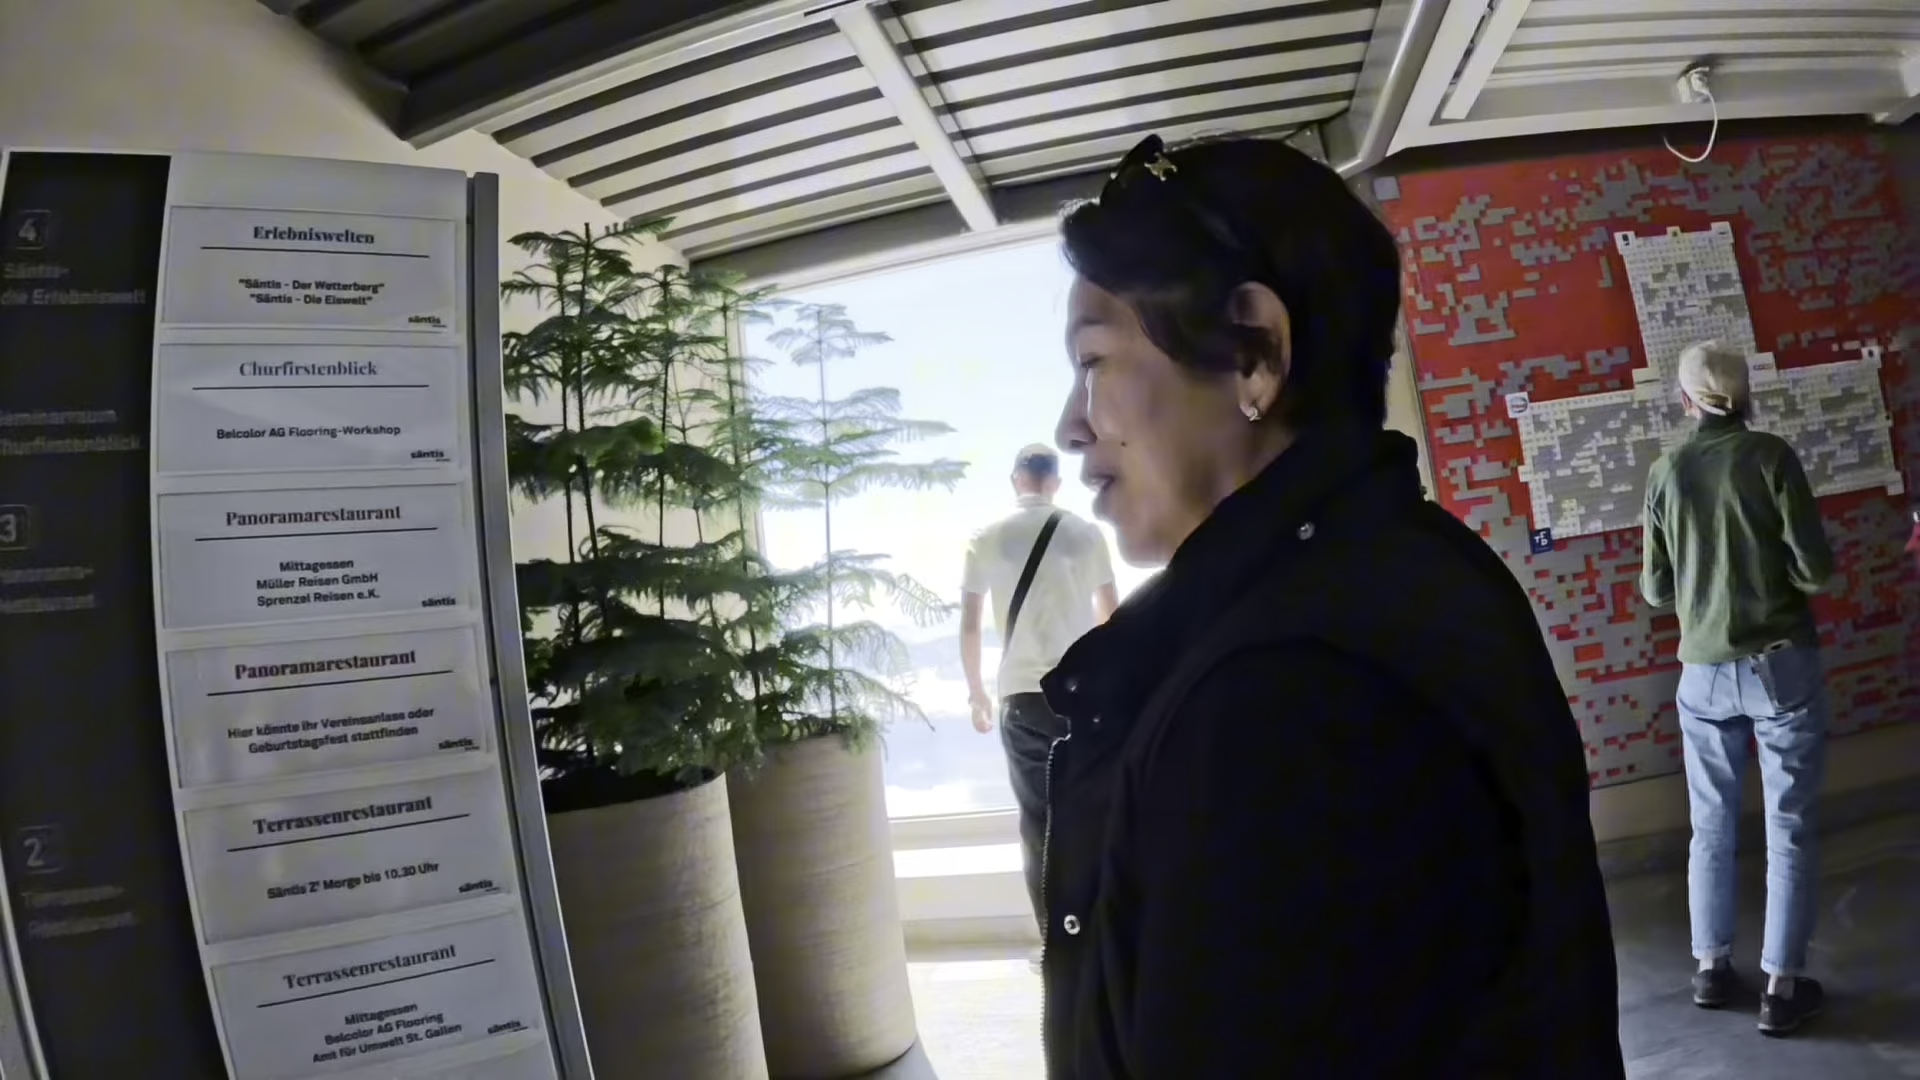 4
Säntis-
die Erlebniswelt
Erlebniswelten
"Säntis - Der Wetterberg"
"Säntis - Die Eiswelt"
säntis
Seminarraum
Churfirstenblick
Churfirstenblick
Belcolor AG Flooring-Workshop
säntis
3
Panoramarestaurant
Mittagessen
Müller Reisen GmbH
Sprenzel Reisen e.K.
säntis
Panoramarestaurant
Hier könnte ihr Vereinsanlass oder
Geburtstagsfest stattfinden
säntis
2
Terrassen-
Restaurant
Terrassenrestaurant
Säntis Z' Morge bis 10.30 Uhr
säntis
Terrassenrestaurant
Mittagessen
Belcolor AG Flooring
Amt für Umwelt St. Gallen
säntis